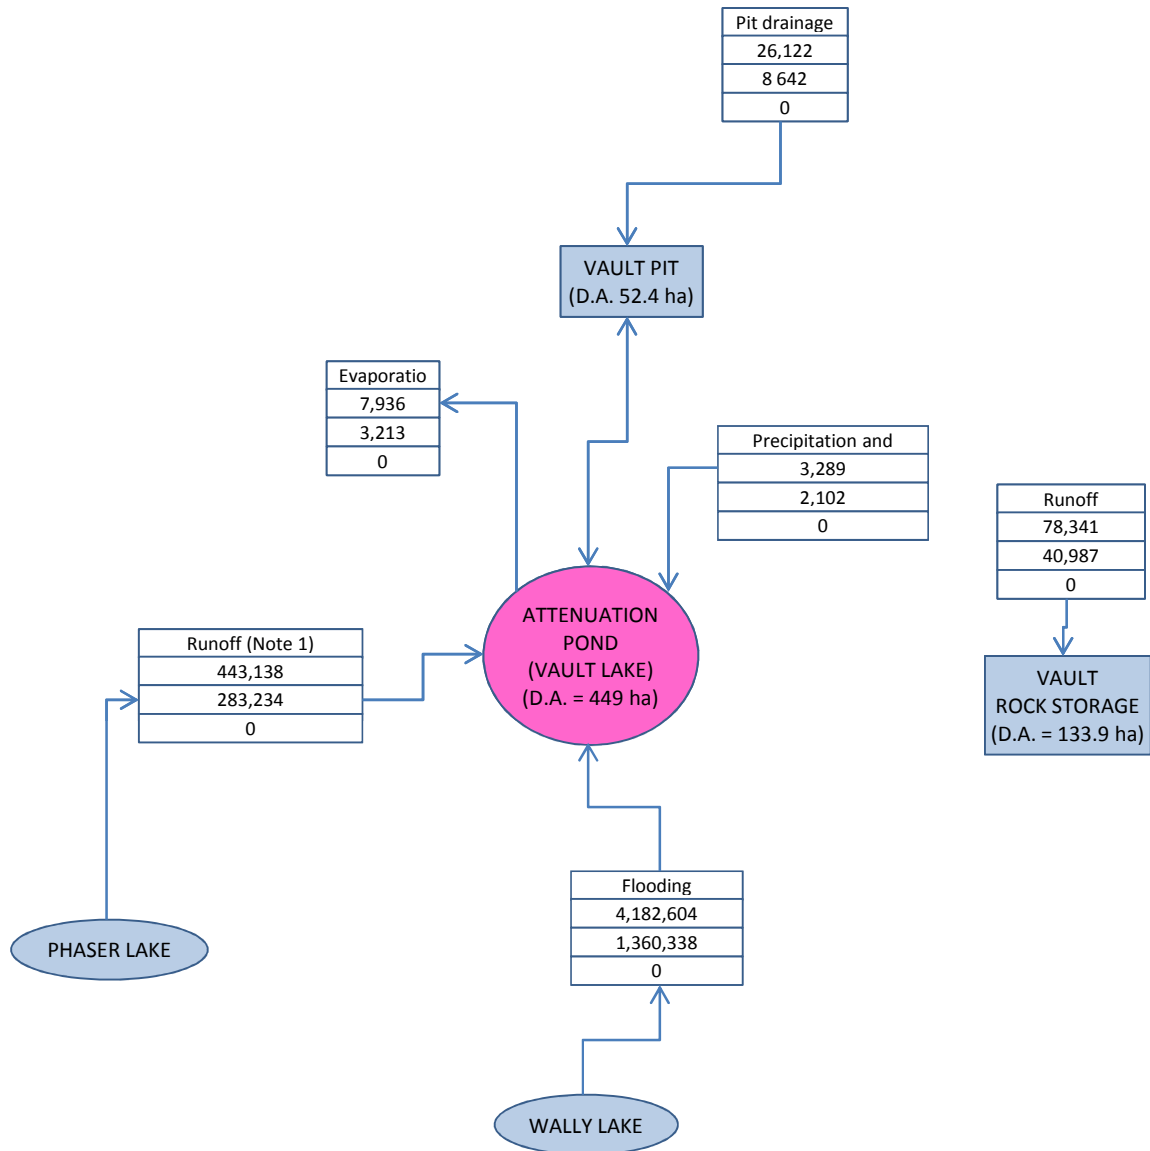 Pit drainage
26,122
8 642
0
VAULT PIT
(D.A. 52.4 ha)
Evaporatio
7,936
3,213
0
Precipitation and
3,289
2,102
0
Runoff
78,341
40,987
0
ATTENUATION
POND
(VAULT LAKE)
(D.A. = 449 ha)
Runoff (Note 1)
443,138
283,234
0
VAULT
ROCK STORAGE
(D.A. = 133.9 ha)
Flooding
4,182,604
1,360,338
0
PHASER LAKE
WALLY LAKE